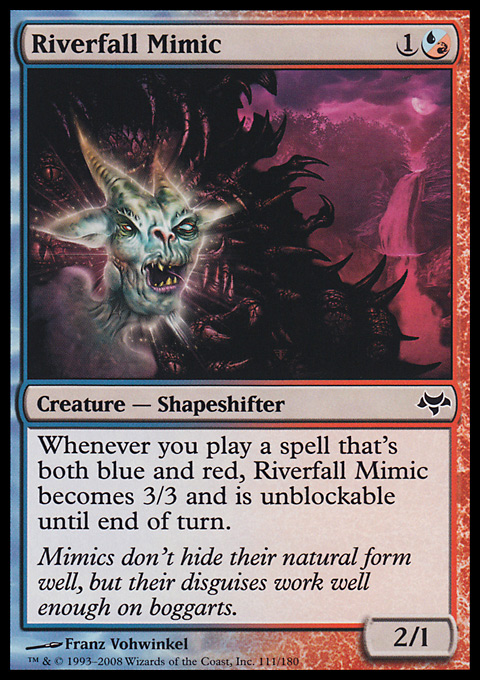 Riverfall Mimic 1
Creature — Shapeshifter
Whenever you play a spell that's
both blue and red, Riverfall Mimic
becomes 3/3 and is unblockable
until end of turn.
Mimics don't hide their natural form
well, but their disguises work well
enough on boggarts.
Franz Vohwinkel
2/1
™ & © 1993–2008 Wizards of the Coast, Inc. 111/180